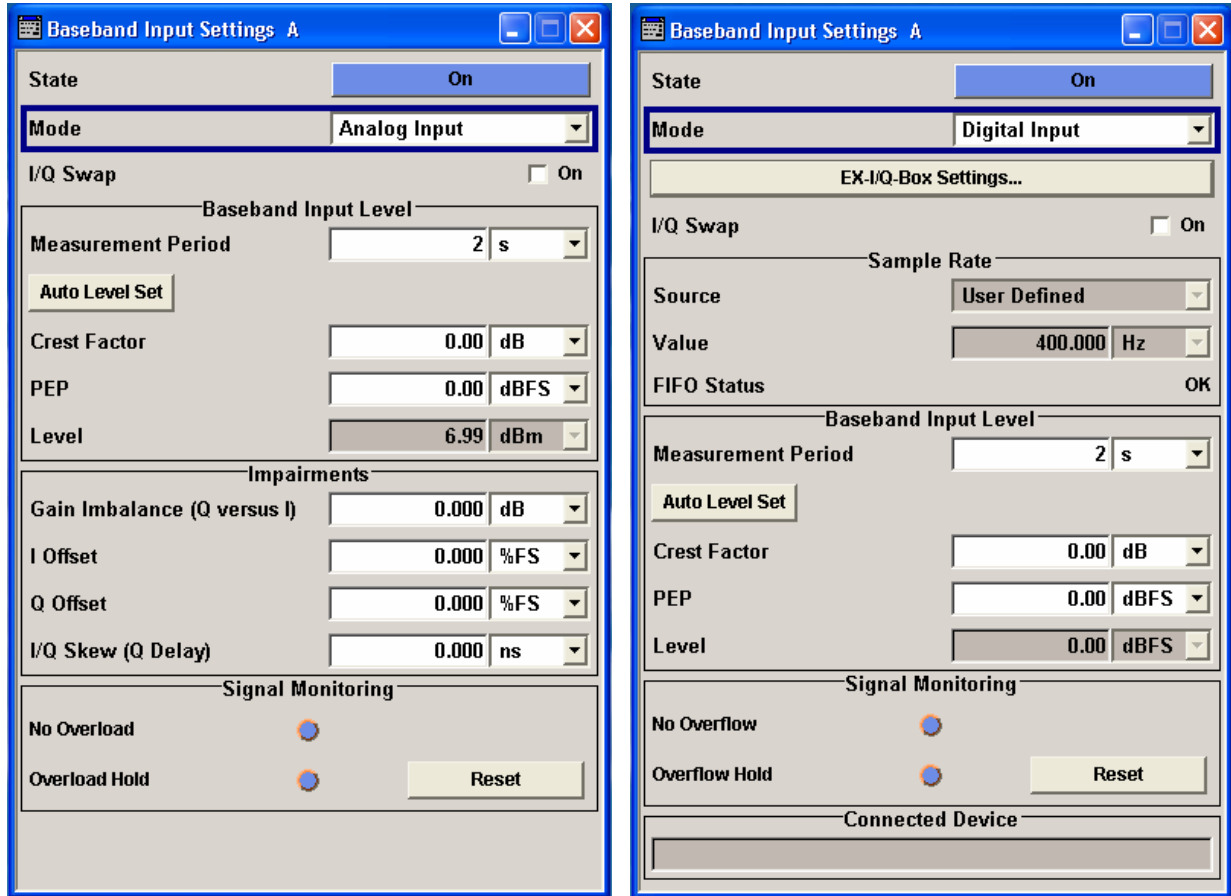 Baseband Input Settings A
State On
Mode Analog Input
I/Q Swap On
Baseband Input Level
Measurement Period 2 s
Auto Level Set
Crest Factor 0.00 dB
PEP 0.00 dBFS
Level 6.99 dBm
Impairments
Gain Imbalance (Q versus I) 0.000 dB
I Offset 0.000 %FS
Q Offset 0.000 %FS
I/Q Skew (Q Delay) 0.000 ns
Signal Monitoring
No Overload
Overload Hold Reset
Baseband Input Settings A
State On
Mode Digital Input
EX-I/Q-Box Settings...
I/Q Swap On
Sample Rate
Source User Defined
Value 400.000 Hz
FIFO Status OK
Baseband Input Level
Measurement Period 2 s
Auto Level Set
Crest Factor 0.00 dB
PEP 0.00 dBFS
Level 0.00 dBFS
Signal Monitoring
No Overflow
Overflow Hold Reset
Connected Device